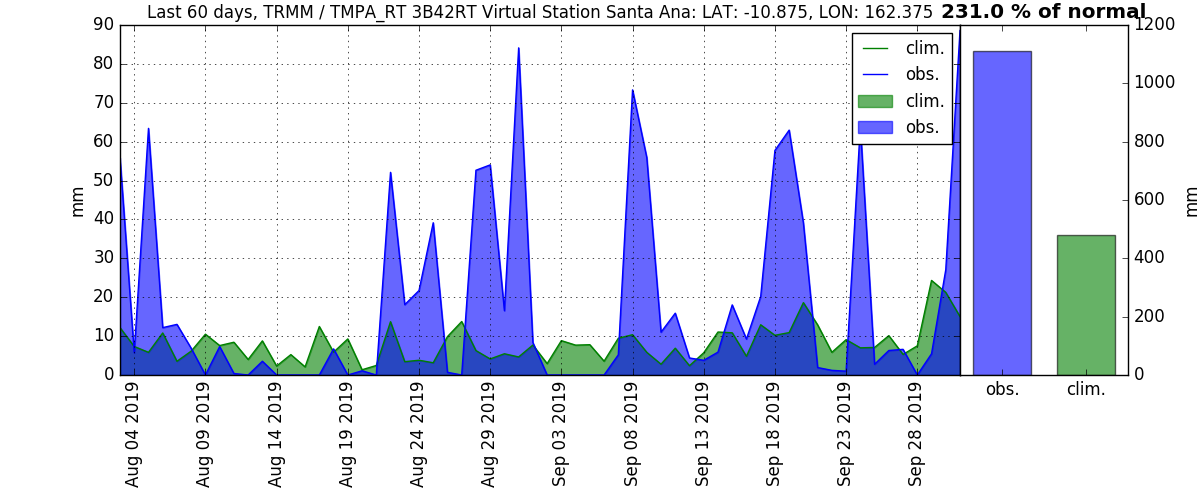 Last 60 days, TRMM / TMPA_RT 3B42RT Virtual Station Santa Ana: LAT: -10.875, LON: 162.375 231.0 % of normal
90
80
70
60
50
40
30
20
10
0
mm
clim.
obs.
clim.
obs.
1200
1000
800
600
400
200
0
mm
obs.
clim.
Aug 04 2019
Aug 09 2019
Aug 14 2019
Aug 19 2019
Aug 24 2019
Aug 29 2019
Sep 03 2019
Sep 08 2019
Sep 13 2019
Sep 18 2019
Sep 23 2019
Sep 28 2019